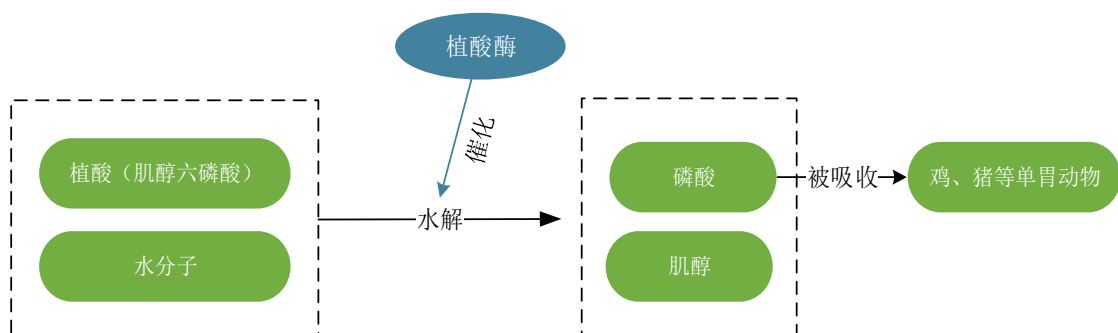 植酸酶
催化
植酸（肌醇六磷酸）
水分子
水解
磷酸
肌醇
被吸收
鸡、猪等单胃动物